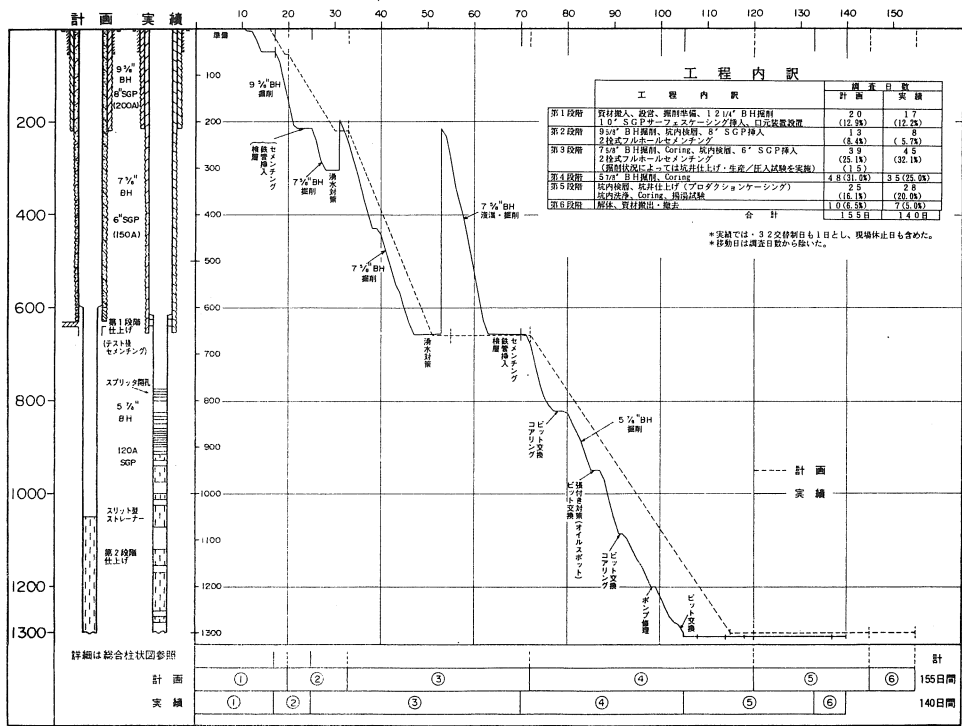 計 画 実 績
10 20 30 40 50 60 70 80 90 100 110 120 130 140 150
準備
200
400
600
800
1000
1200
1300
100
200
300
400
500
600
700
800
900
1000
1100
1200
1300
9 5/8" BH
8"SGP
(200A)
7 5/8"
BH
6"SGP
(150A)
第1段階
仕上げ
(テスト後
セメンチング)
スプリッタ開孔
5 7/8"
BH
120A
SGP
スリット型
ストレーナー
第2段階
仕上げ
詳細は総合柱状図参照
9 5/8"BH
掘削
セメンチング
鉄管挿入
検層
7 5/8"BH
掘削
湧水対策
7 5/8"BH
掘削
7 5/8"BH
浚渫・掘削
湧水対策
セメンチング
鉄管挿入
検層
ビット交換
コアリング
5 7/8"BH
掘削
張付き対策(オイルスポット)
ビット交換
ビット交換
コアリング
ポンプ修理
ビット交換
計 画
実 績
工 程 内 訳
工 程 内 訳 調 査 日 数
計 画 実 績
第1段階 資材搬入、設営、掘削準備、12 1/4" BH掘削 20 17
10" SGPサーフェスケーシング挿入、口元装置設置 (12.9%) (12.2%)
第2段階 9 5/8" BH掘削、坑内検層、8" SGP挿入 13 8
2栓式フルホールセメンチング (8.4%) (5.7%)
第3段階 7 5/8" BH掘削、Coring、坑内検層、6" SGP挿入 39 45
2栓式フルホールセメンチング (25.1%) (32.1%)
(掘削状況によっては坑井仕上げ・生産/圧入試験を実施) (15)
第4段階 5 7/8" BH掘削、Coring 48(31.0%) 35(25.0%)
第5段階 坑内検層、坑井仕上げ(プロダクションケーシング) 25 28
坑内洗浄、Coring、揚湯試験 (16.1%) (20.0%)
第6段階 解体、資材搬出・撤去 10(6.5%) 7(5.0%)
合 計 155日 140日
*実績では・32交替制日も1日とし、現場休止日も含めた。
*移動日は調査日数から除いた。
計
計 画 ① ② ③ ④ ⑤ ⑥ 155日間
実 績 ① ② ③ ④ ⑤ ⑥ 140日間